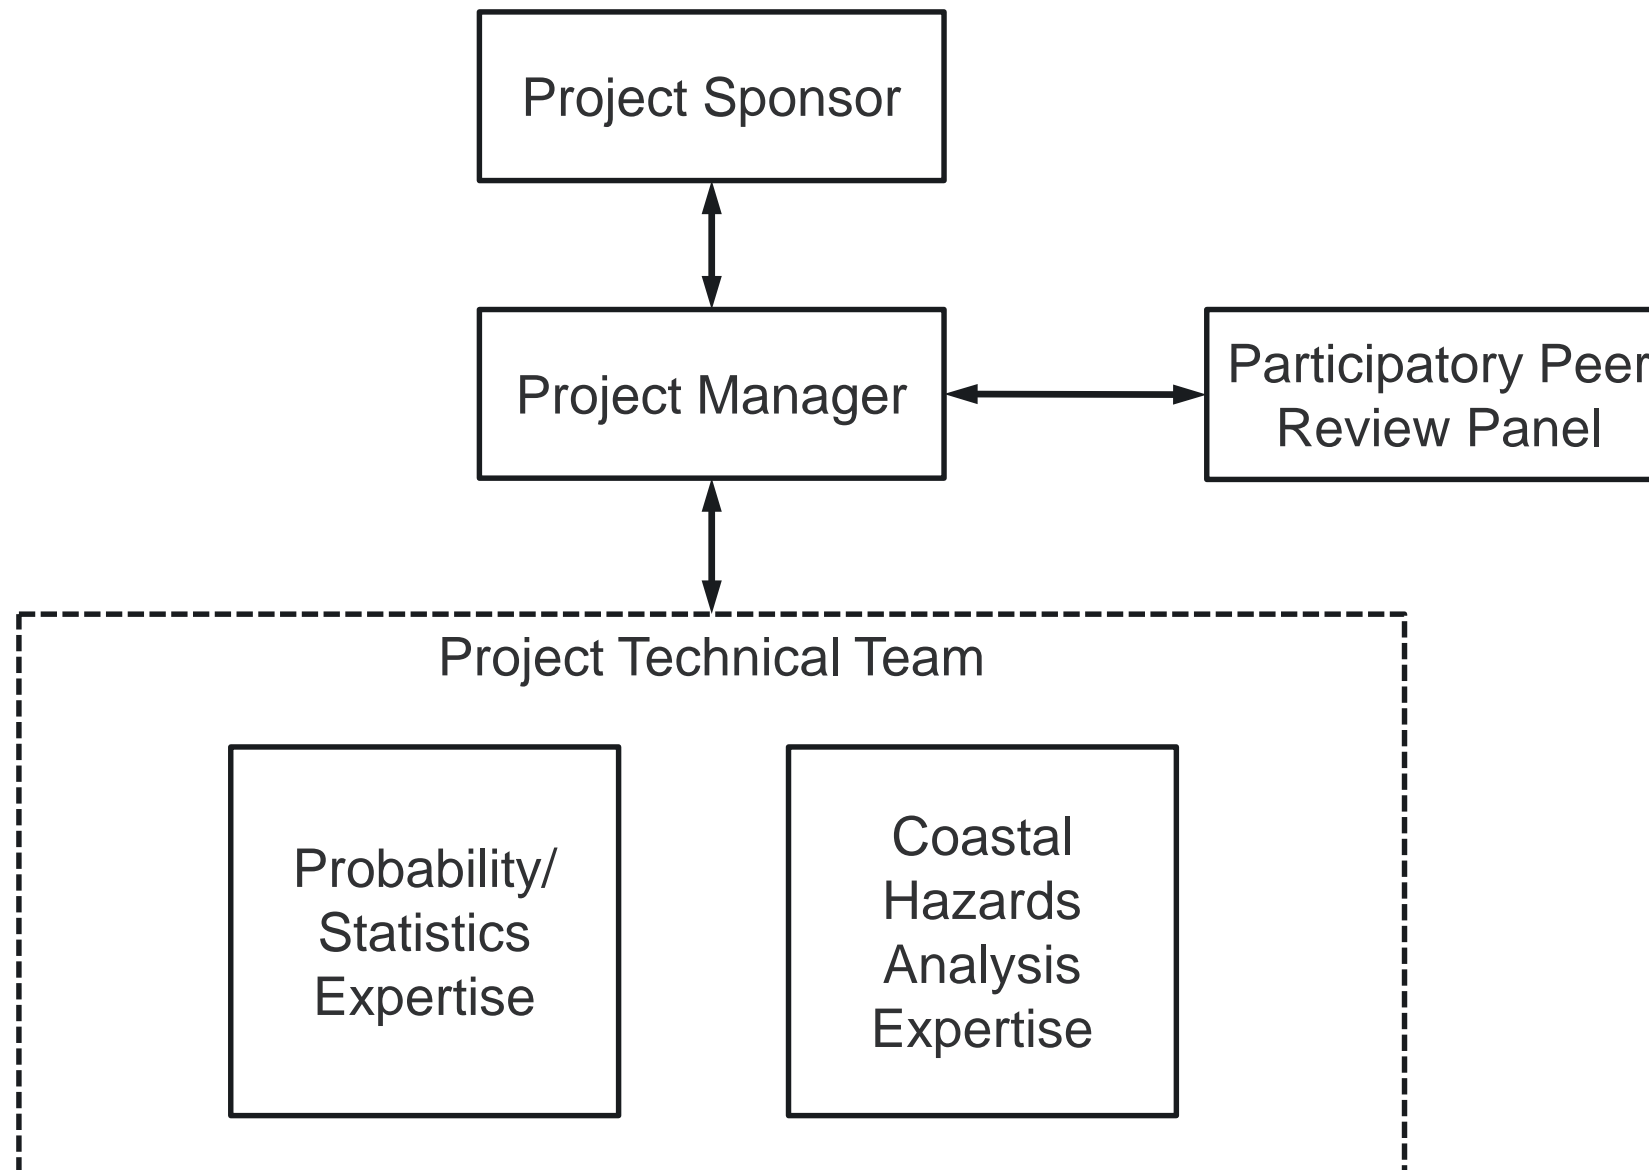 Project Sponsor
Project Manager
Participatory Peer
Review Panel
Project Technical Team
Probability/
Statistics
Expertise
Coastal
Hazards
Analysis
Expertise